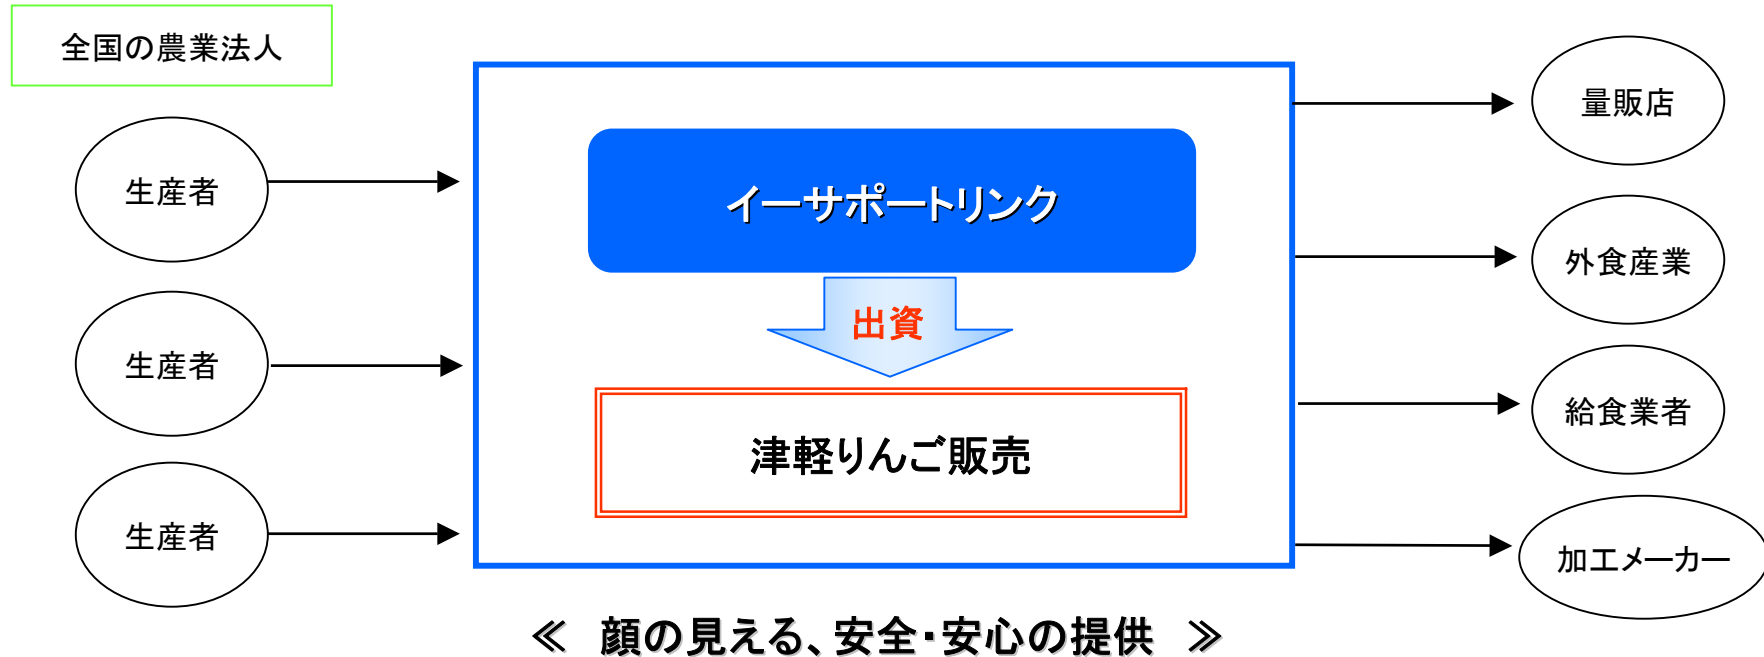 全国の農業法人
生産者
生産者
生産者
イーサポートリンク
出資
津軽りんご販売
量販店
外食産業
給食業者
加工メーカー
≪ 顔の見える、安全・安心の提供 ≫